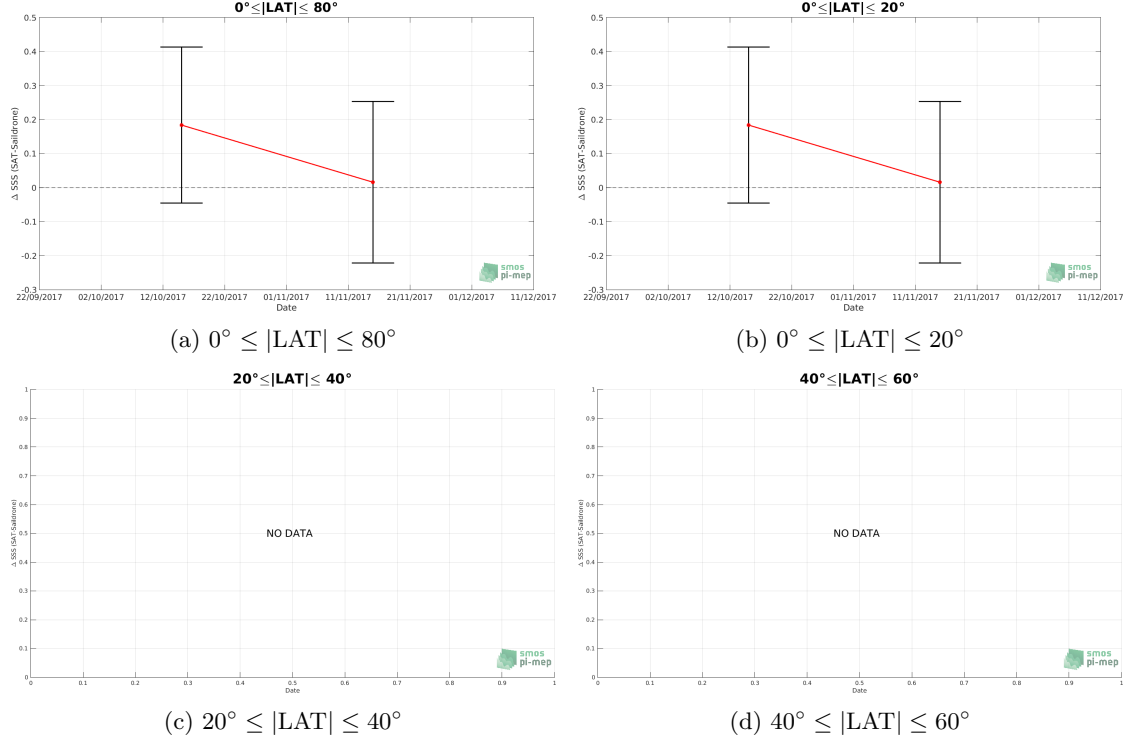 0°≤|LAT|≤ 80°
0.5
0.4
0.3
0.2
0.1
0
-0.1
-0.2
-0.3
Δ SSS (SAT-Saildrone)
22/09/2017 02/10/2017 12/10/2017 22/10/2017 01/11/2017 11/11/2017 21/11/2017 01/12/2017 11/12/2017
Date
smos
pi-mep
(a) 0° ≤ |LAT| ≤ 80°
0°≤|LAT|≤ 20°
0.5
0.4
0.3
0.2
0.1
0
-0.1
-0.2
-0.3
Δ SSS (SAT-Saildrone)
22/09/2017 02/10/2017 12/10/2017 22/10/2017 01/11/2017 11/11/2017 21/11/2017 01/12/2017 11/12/2017
Date
smos
pi-mep
(b) 0° ≤ |LAT| ≤ 20°
20°≤|LAT|≤ 40°
1
0.9
0.8
0.7
0.6
0.5
0.4
0.3
0.2
0.1
0
Δ SSS (SAT-Saildrone)
NO DATA
0 0.1 0.2 0.3 0.4 0.5 0.6 0.7 0.8 0.9 1
Date
smos
pi-mep
(c) 20° ≤ |LAT| ≤ 40°
40°≤|LAT|≤ 60°
1
0.9
0.8
0.7
0.6
0.5
0.4
0.3
0.2
0.1
0
Δ SSS (SAT-Saildrone)
NO DATA
0 0.1 0.2 0.3 0.4 0.5 0.6 0.7 0.8 0.9 1
Date
smos
pi-mep
(d) 40° ≤ |LAT| ≤ 60°